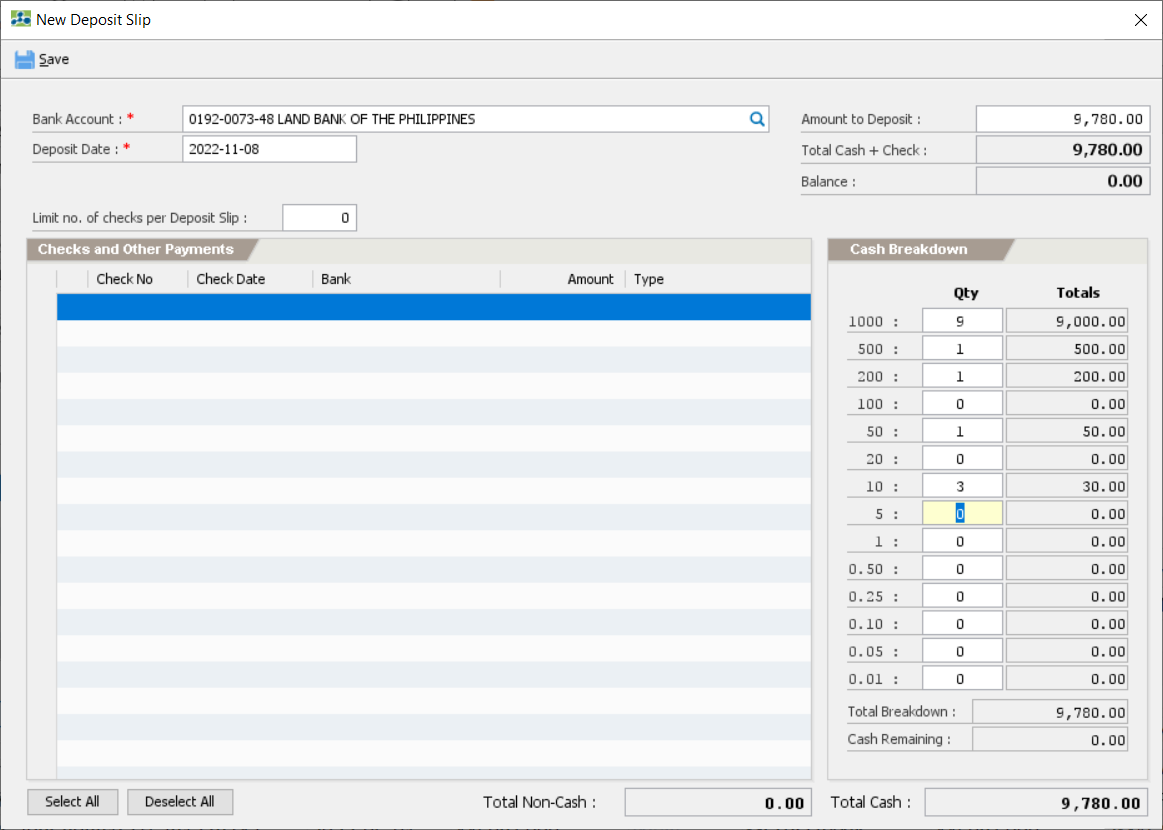 New Deposit Slip
Save
Bank Account : * 0192-0073-48 LAND BANK OF THE PHILIPPINES
Deposit Date : * 2022-11-08
Amount to Deposit : 9,780.00
Total Cash + Check : 9,780.00
Balance : 0.00
Limit no. of checks per Deposit Slip : 0
Checks and Other Payments
Check No Check Date Bank Amount Type
Cash Breakdown
Qty Totals
1000 : 9 9,000.00
500 : 1 500.00
200 : 1 200.00
100 : 0 0.00
50 : 1 50.00
20 : 0 0.00
10 : 3 30.00
5 : 0 0.00
1 : 0 0.00
0.50 : 0 0.00
0.25 : 0 0.00
0.10 : 0 0.00
0.05 : 0 0.00
0.01 : 0 0.00
Total Breakdown : 9,780.00
Cash Remaining : 0.00
Select All Deselect All Total Non-Cash : 0.00 Total Cash : 9,780.00